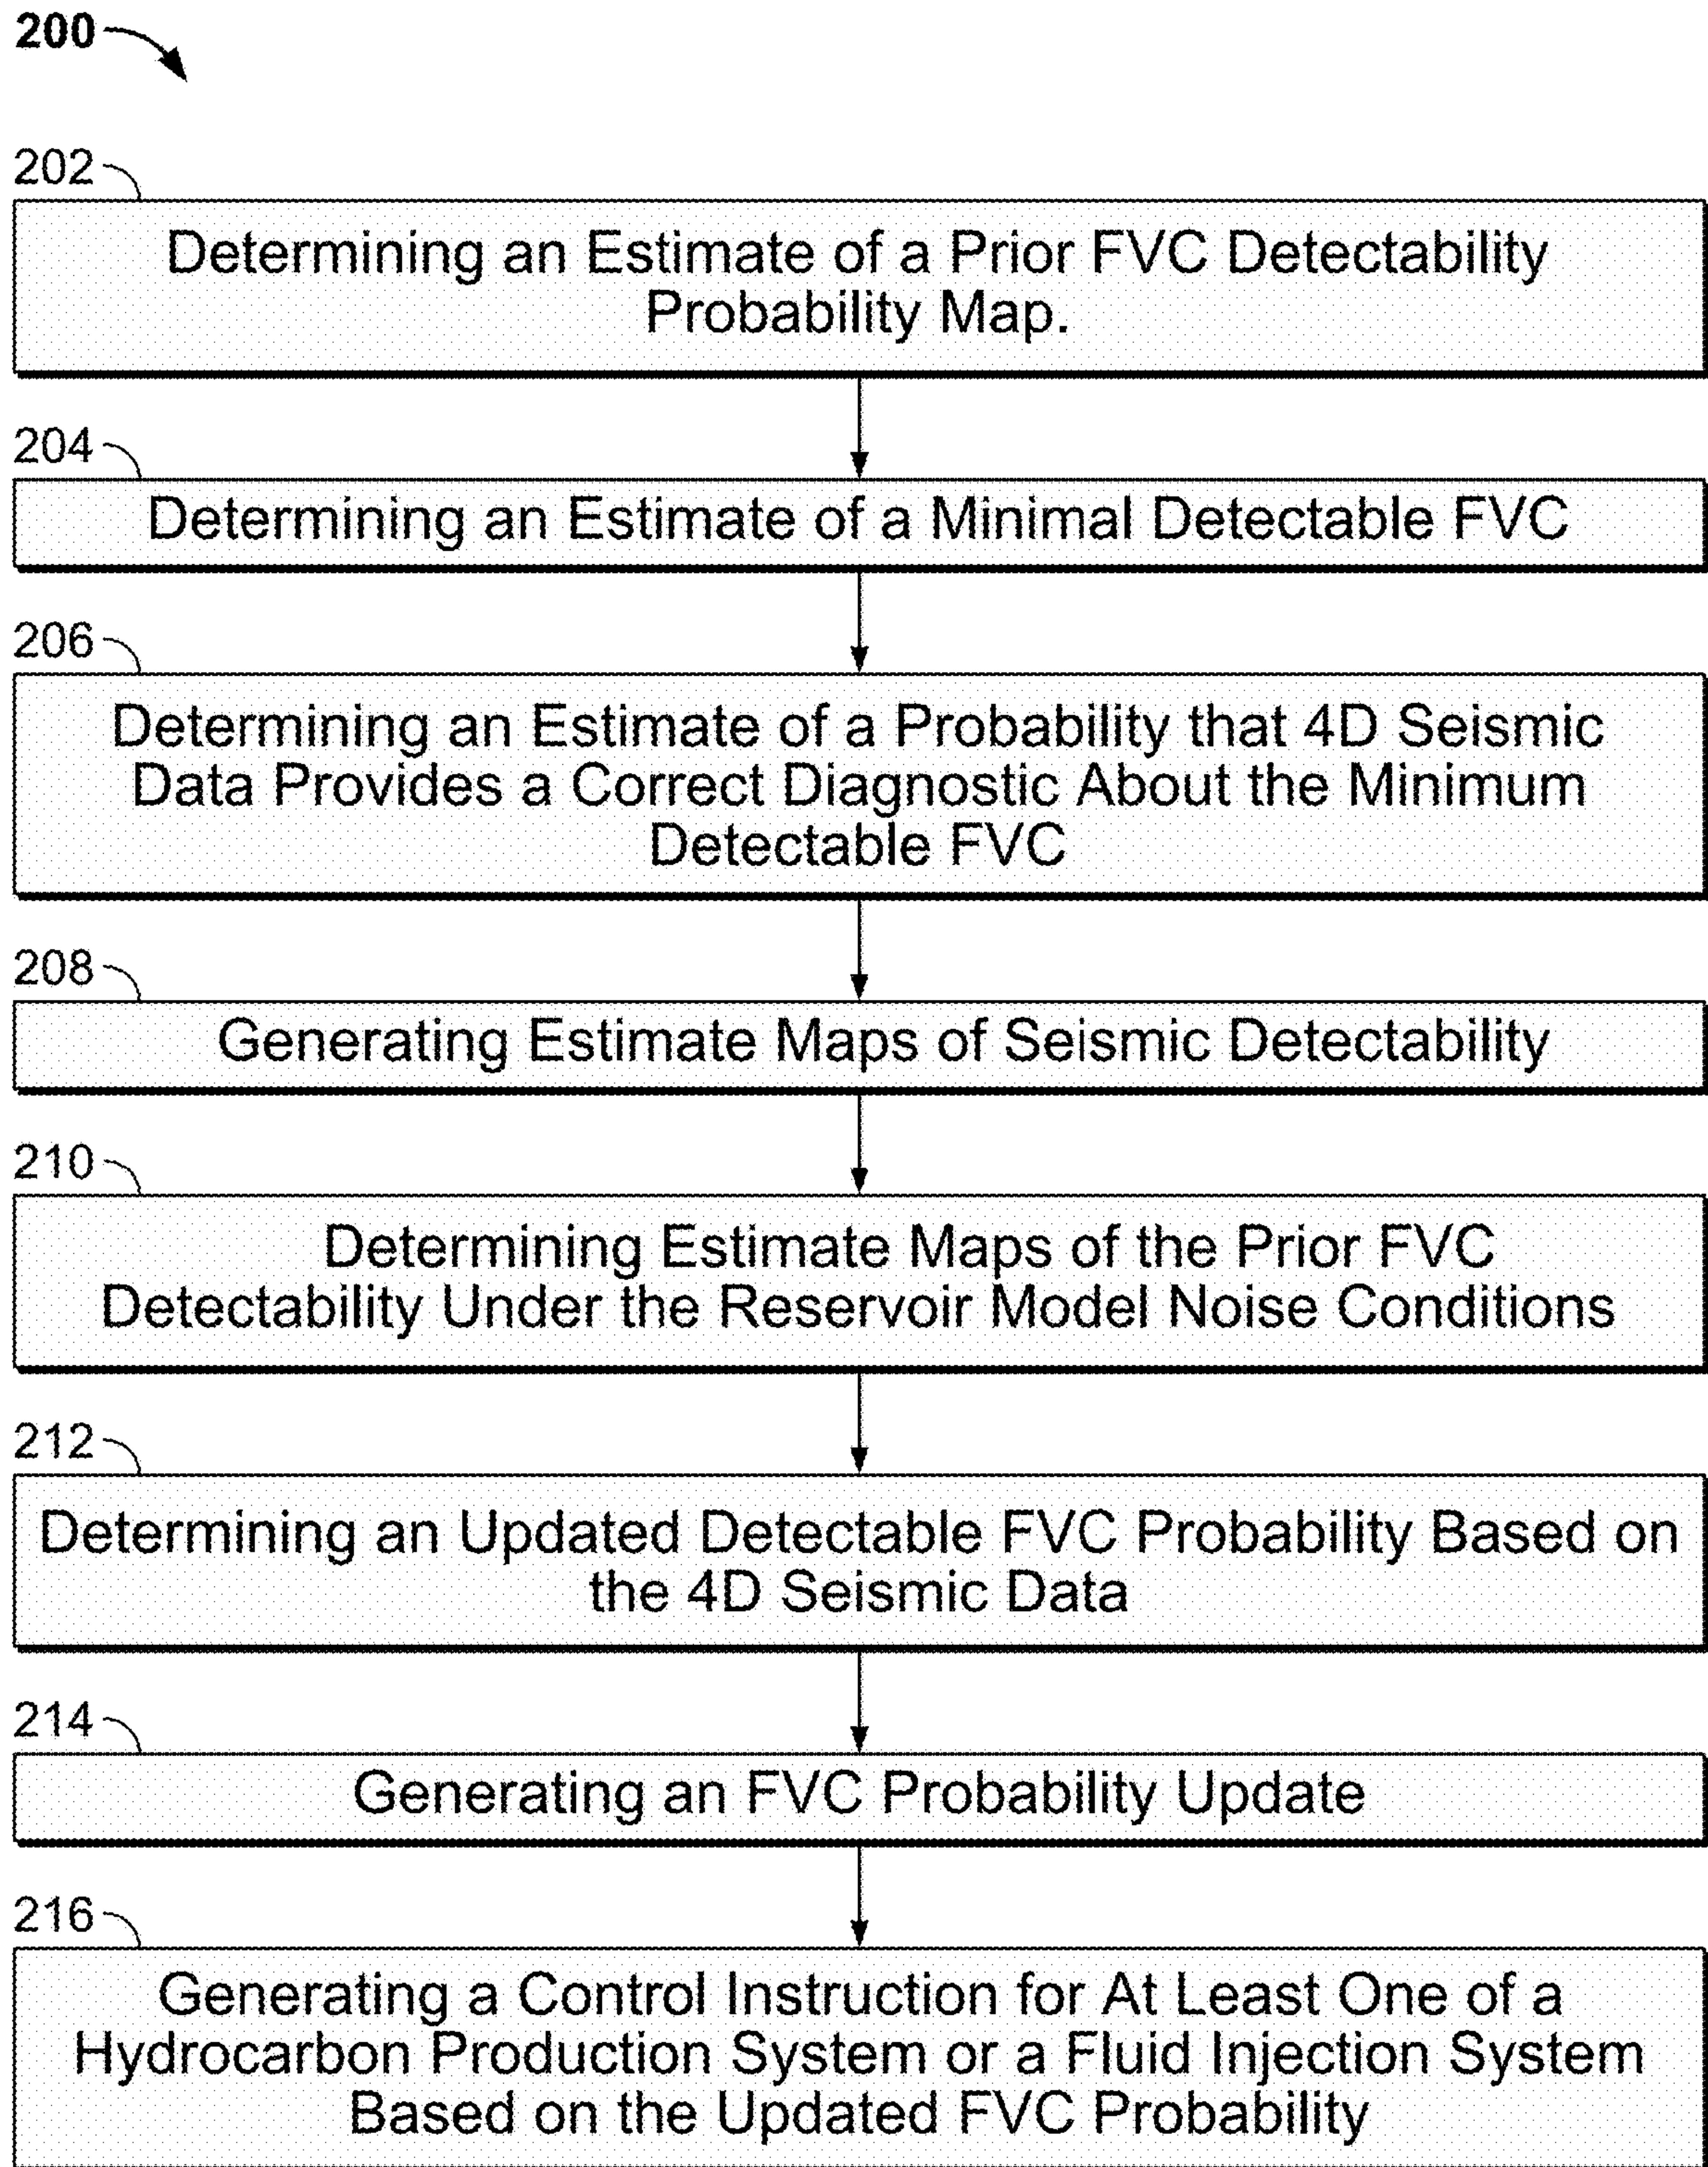 200
202
Determining an Estimate of a Prior FVC Detectability
Probability Map.
204
Determining an Estimate of a Minimal Detectable FVC
206
Determining an Estimate of a Probability that 4D Seismic
Data Provides a Correct Diagnostic About the Minimum
Detectable FVC
208
Generating Estimate Maps of Seismic Detectability
210
Determining Estimate Maps of the Prior FVC
Detectability Under the Reservoir Model Noise Conditions
212
Determining an Updated Detectable FVC Probability Based on
the 4D Seismic Data
214
Generating an FVC Probability Update
216
Generating a Control Instruction for At Least One of a
Hydrocarbon Production System or a Fluid Injection System
Based on the Updated FVC Probability